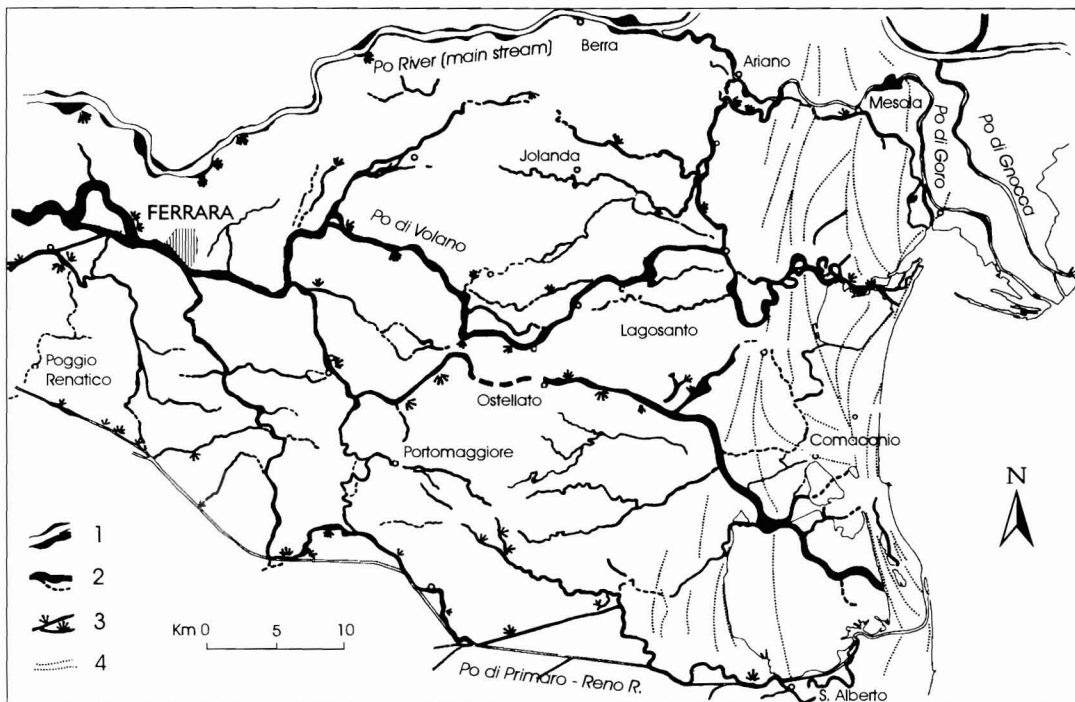 Po River (main stream)
Berra
Ariano
Mesola
Po di Goro
Po di Gnocca
Jolanda
FERRARA
Po di Volano
Lagosanto
Poggio
Renatico
Ostellato
Comacchio
Portomaggiore
N
1
2
3
4
Km 0 5 10
Po di Primaro - Reno R.
S. Alberto